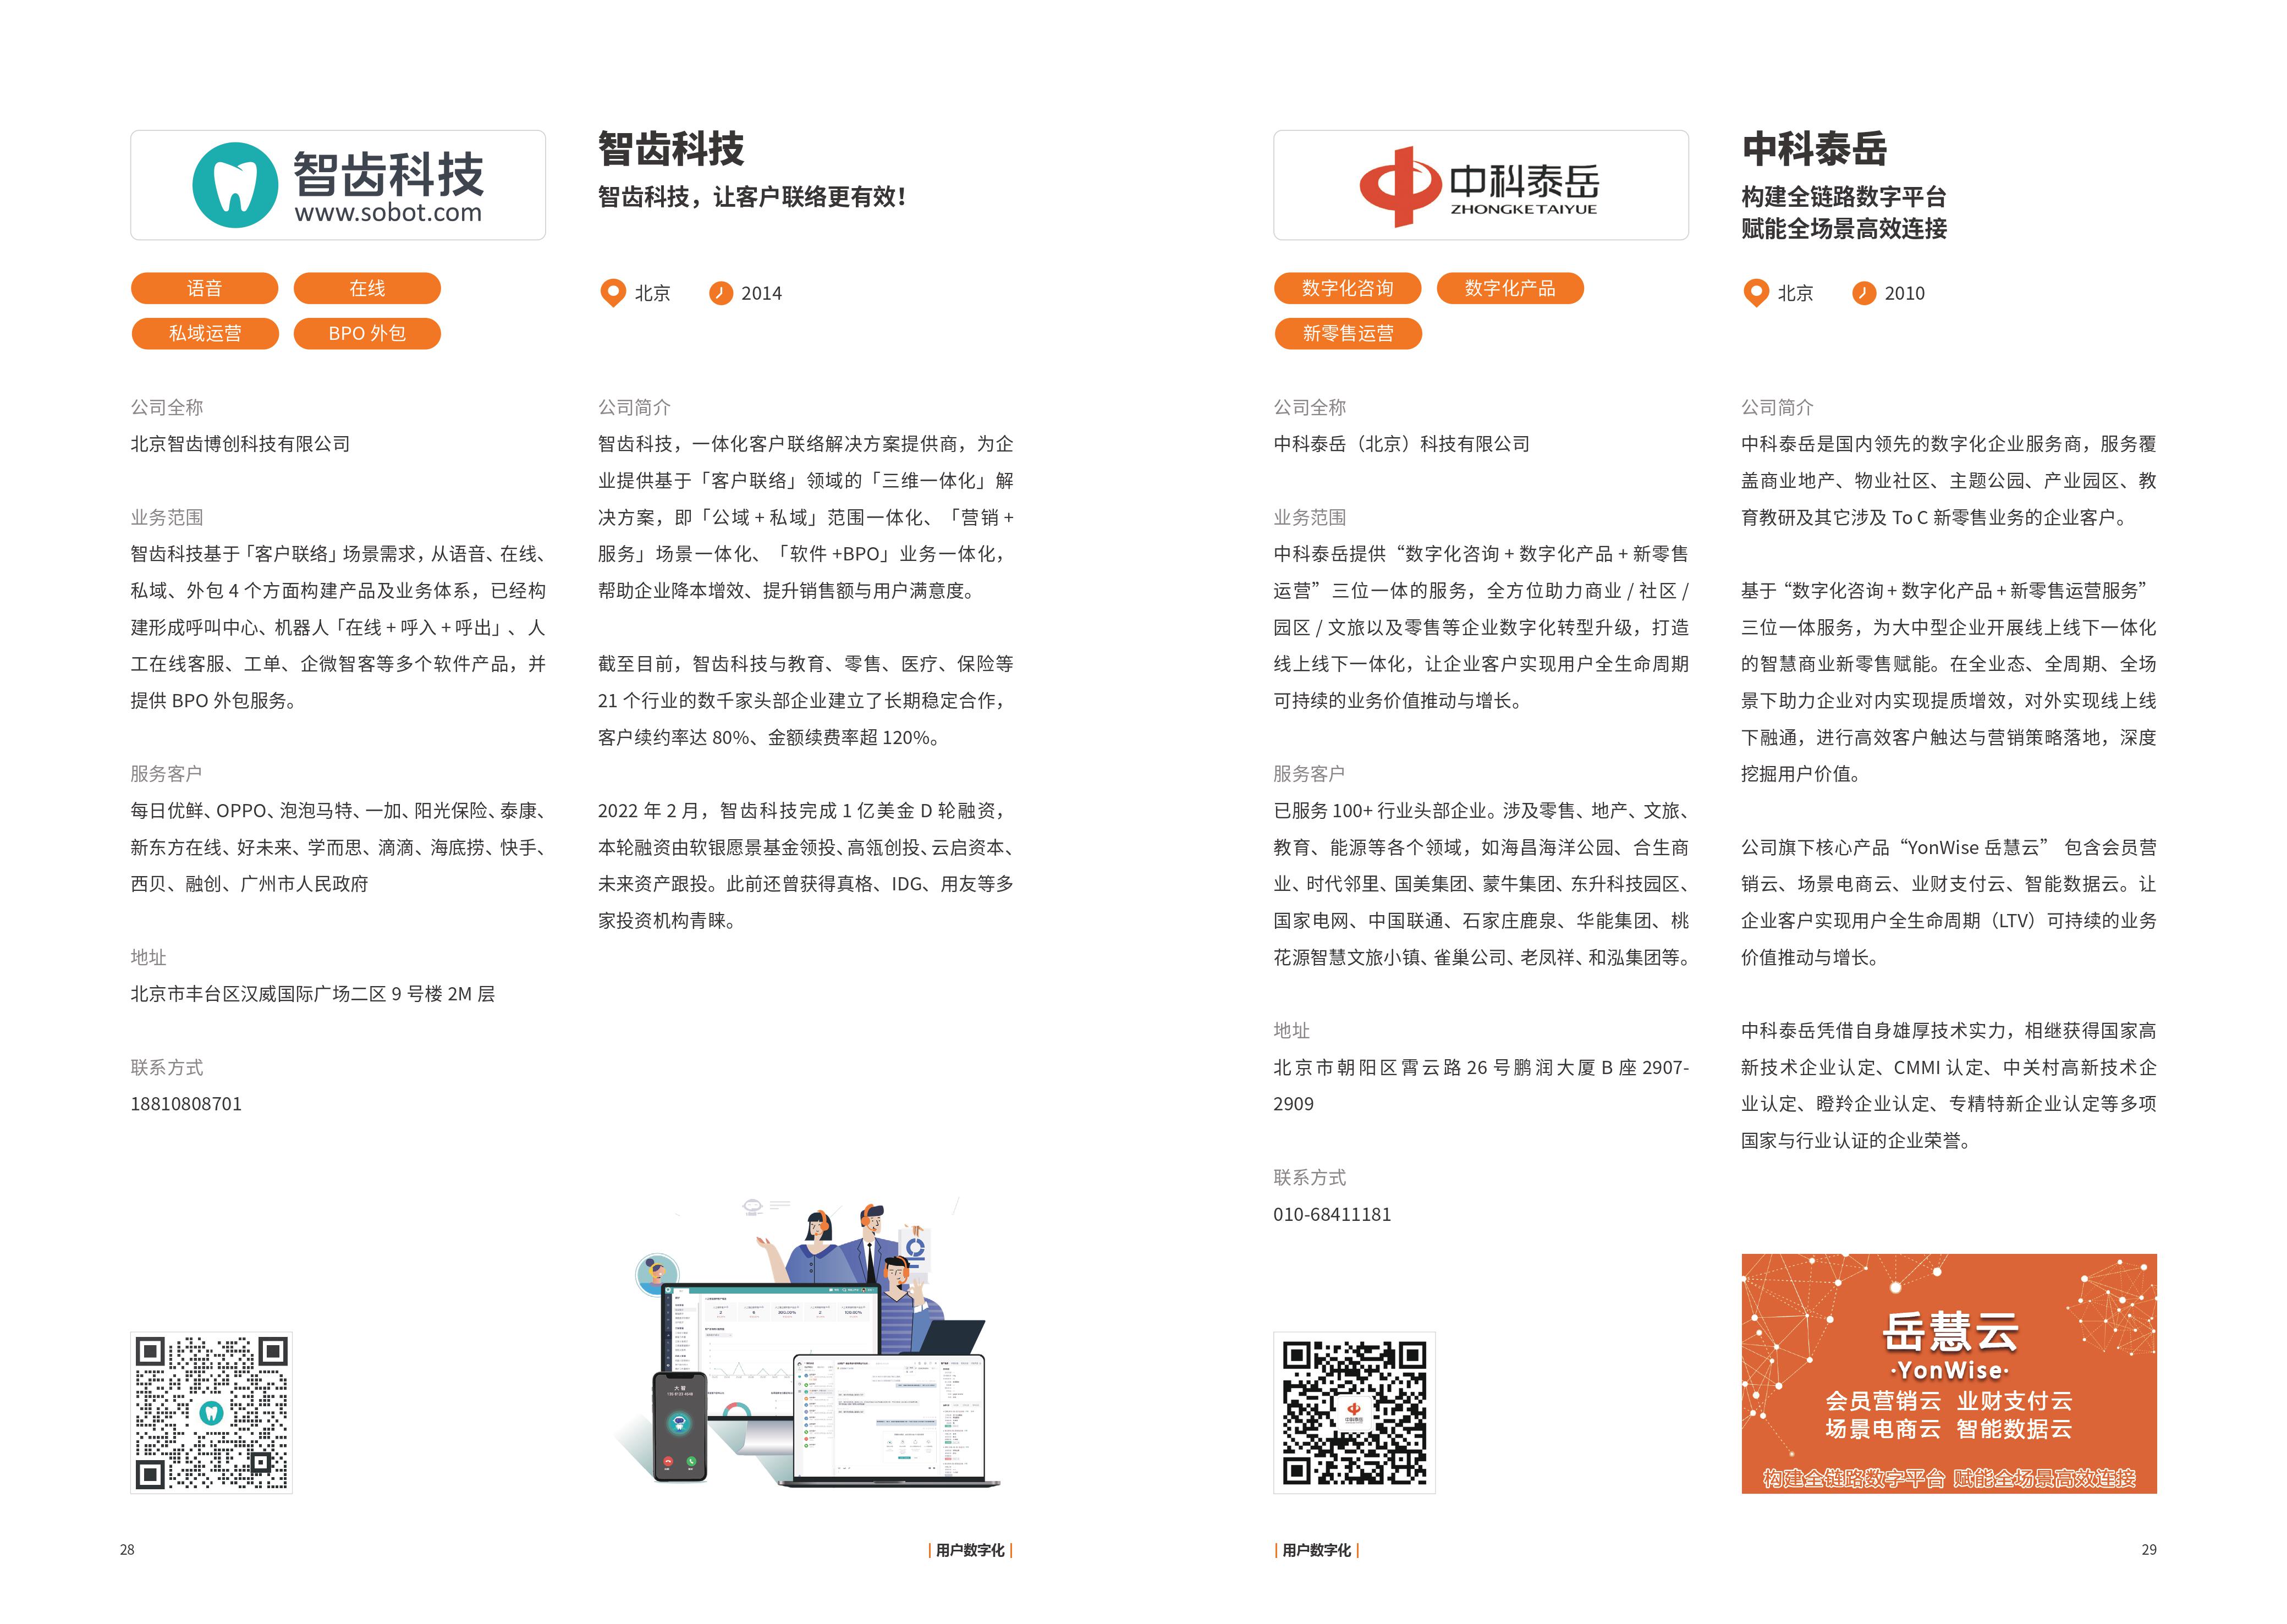 智齿科技
www.sobot.com
智齿科技
智齿科技，让客户联络更有效！
语音
在线
私域运营
BPO 外包
北京
2014
公司全称
北京智齿博创科技有限公司
业务范围
智齿科技基于「客户联络」场景需求，从语音、在线、
私域、外包 4 个方面构建产品及业务体系，已经构
建形成呼叫中心、机器人「在线 + 呼入 + 呼出」、人
工在线客服、工单、企微智客等多个软件产品，并
提供 BPO 外包服务。
服务客户
每日优鲜、OPPO、泡泡马特、一加、阳光保险、泰康、
新东方在线、好未来、学而思、滴滴、海底捞、快手、
西贝、融创、广州市人民政府
地址
北京市丰台区汉威国际广场二区 9 号楼 2M 层
联系方式
18810808701
公司简介
智齿科技，一体化客户联络解决方案提供商，为企
业提供基于「客户联络」领域的「三维一体化」解
决方案，即「公域 + 私域」范围一体化、「营销 +
服务」场景一体化、「软件 +BPO」业务一体化，
帮助企业降本增效、提升销售额与用户满意度。
截至目前，智齿科技与教育、零售、医疗、保险等
21 个行业的数千家头部企业建立了长期稳定合作，
客户续约率达 80%、金额续费率超 120%。
2022 年 2 月，智齿科技完成 1 亿美金 D 轮融资，
本轮融资由软银愿景基金领投、高瓴创投、云启资本、
未来资产跟投。此前还曾获得真格、IDG、用友等多
家投资机构青睐。
28
| 用户数字化 |
中科泰岳
ZHONGKE TAIYUE
中科泰岳
构建全链路数字平台
赋能全场景高效连接
数字化咨询
数字化产品
新零售运营
北京
2010
公司全称
中科泰岳（北京）科技有限公司
业务范围
中科泰岳提供“数字化咨询 + 数字化产品 + 新零售
运营”三位一体的服务，全方位助力商业 / 社区 /
园区 / 文旅以及零售等企业数字化转型升级，打造
线上线下一体化，让企业客户实现用户全生命周期
可持续的业务价值推动与增长。
服务客户
已服务 100+ 行业头部企业。涉及零售、地产、文旅、
教育、能源等各个领域，如海昌海洋公园、合生商
业、时代邻里、国美集团、蒙牛集团、东升科技园区、
国家电网、中国联通、石家庄鹿泉、华能集团、桃
花源智慧文旅小镇、雀巢公司、老凤祥、和泓集团等。
地址
北京市朝阳区霄云路 26 号鹏润大厦 B 座 2907-
2909
联系方式
010-68411181
公司简介
中科泰岳是国内领先的数字化企业服务商，服务覆
盖商业地产、物业社区、主题公园、产业园区、教
育教研及其它涉及 To C 新零售业务的企业客户。
基于“数字化咨询 + 数字化产品 + 新零售运营服务”
三位一体服务，为大中型企业开展线上线下一体化
的智慧商业新零售赋能。在全业态、全周期、全场
景下助力企业对内实现提质增效，对外实现线上线
下融通，进行高效客户触达与营销策略落地，深度
挖掘用户价值。
公司旗下核心产品“YonWise 岳慧云” 包含会员营
销云、场景电商云、业财支付云、智能数据云。让
企业客户实现用户全生命周期（LTV）可持续的业务
价值推动与增长。
中科泰岳凭借自身雄厚技术实力，相继获得国家高
新技术企业认定、CMMI 认定、中关村高新技术企
业认定、瞪羚企业认定、专精特新企业认定等多项
国家与行业认证的企业荣誉。
岳慧云
·YonWise·
会员营销云 业财支付云
场景电商云 智能数据云
构建全链路数字平台 赋能全场景高效连接
| 用户数字化 |
29